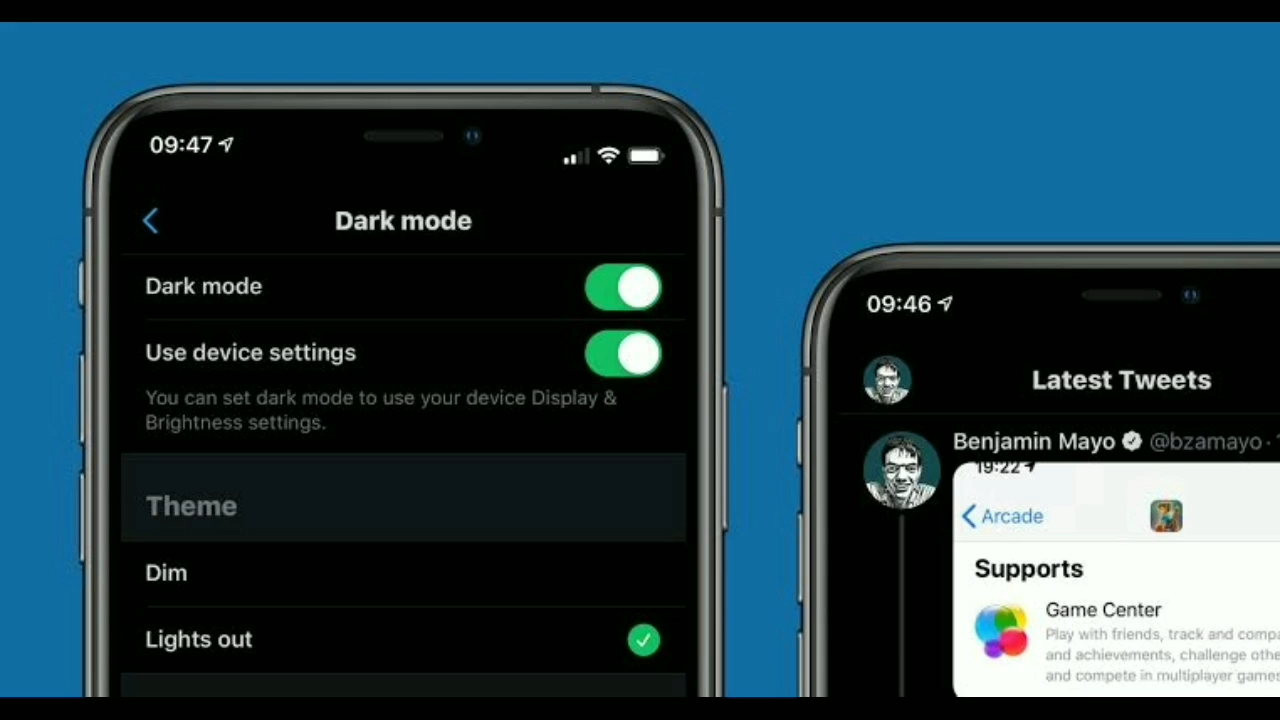 09:47
Dark mode
Dark mode
Use device settings
You can set dark mode to use your device Display &
Brightness settings.
Theme
Dim
Lights out
09:46
Latest Tweets
Benjamin Mayo @bzamayo ·
19:22
Arcade
Supports
Game Center
Play with friends, track and
and achievements, challenge
and compete in multiplayer games